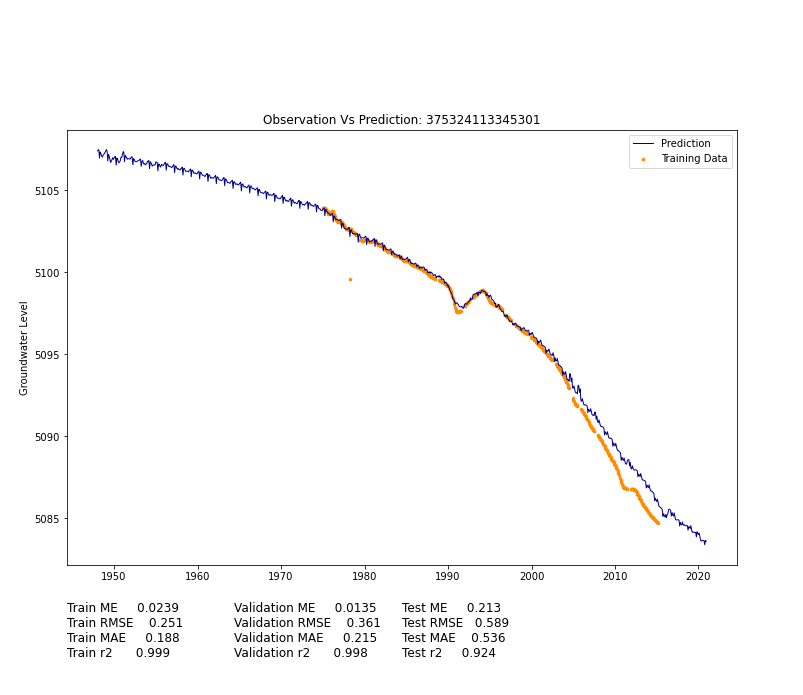 Observation Vs Prediction: 375324113345301
Prediction
Training Data
Groundwater Level
5105
5100
5095
5090
5085
1950 1960 1970 1980 1990 2000 2010 2020
Train ME 0.0239 Validation ME 0.0135 Test ME 0.213
Train RMSE 0.251 Validation RMSE 0.361 Test RMSE 0.589
Train MAE 0.188 Validation MAE 0.215 Test MAE 0.536
Train r2 0.999 Validation r2 0.998 Test r2 0.924